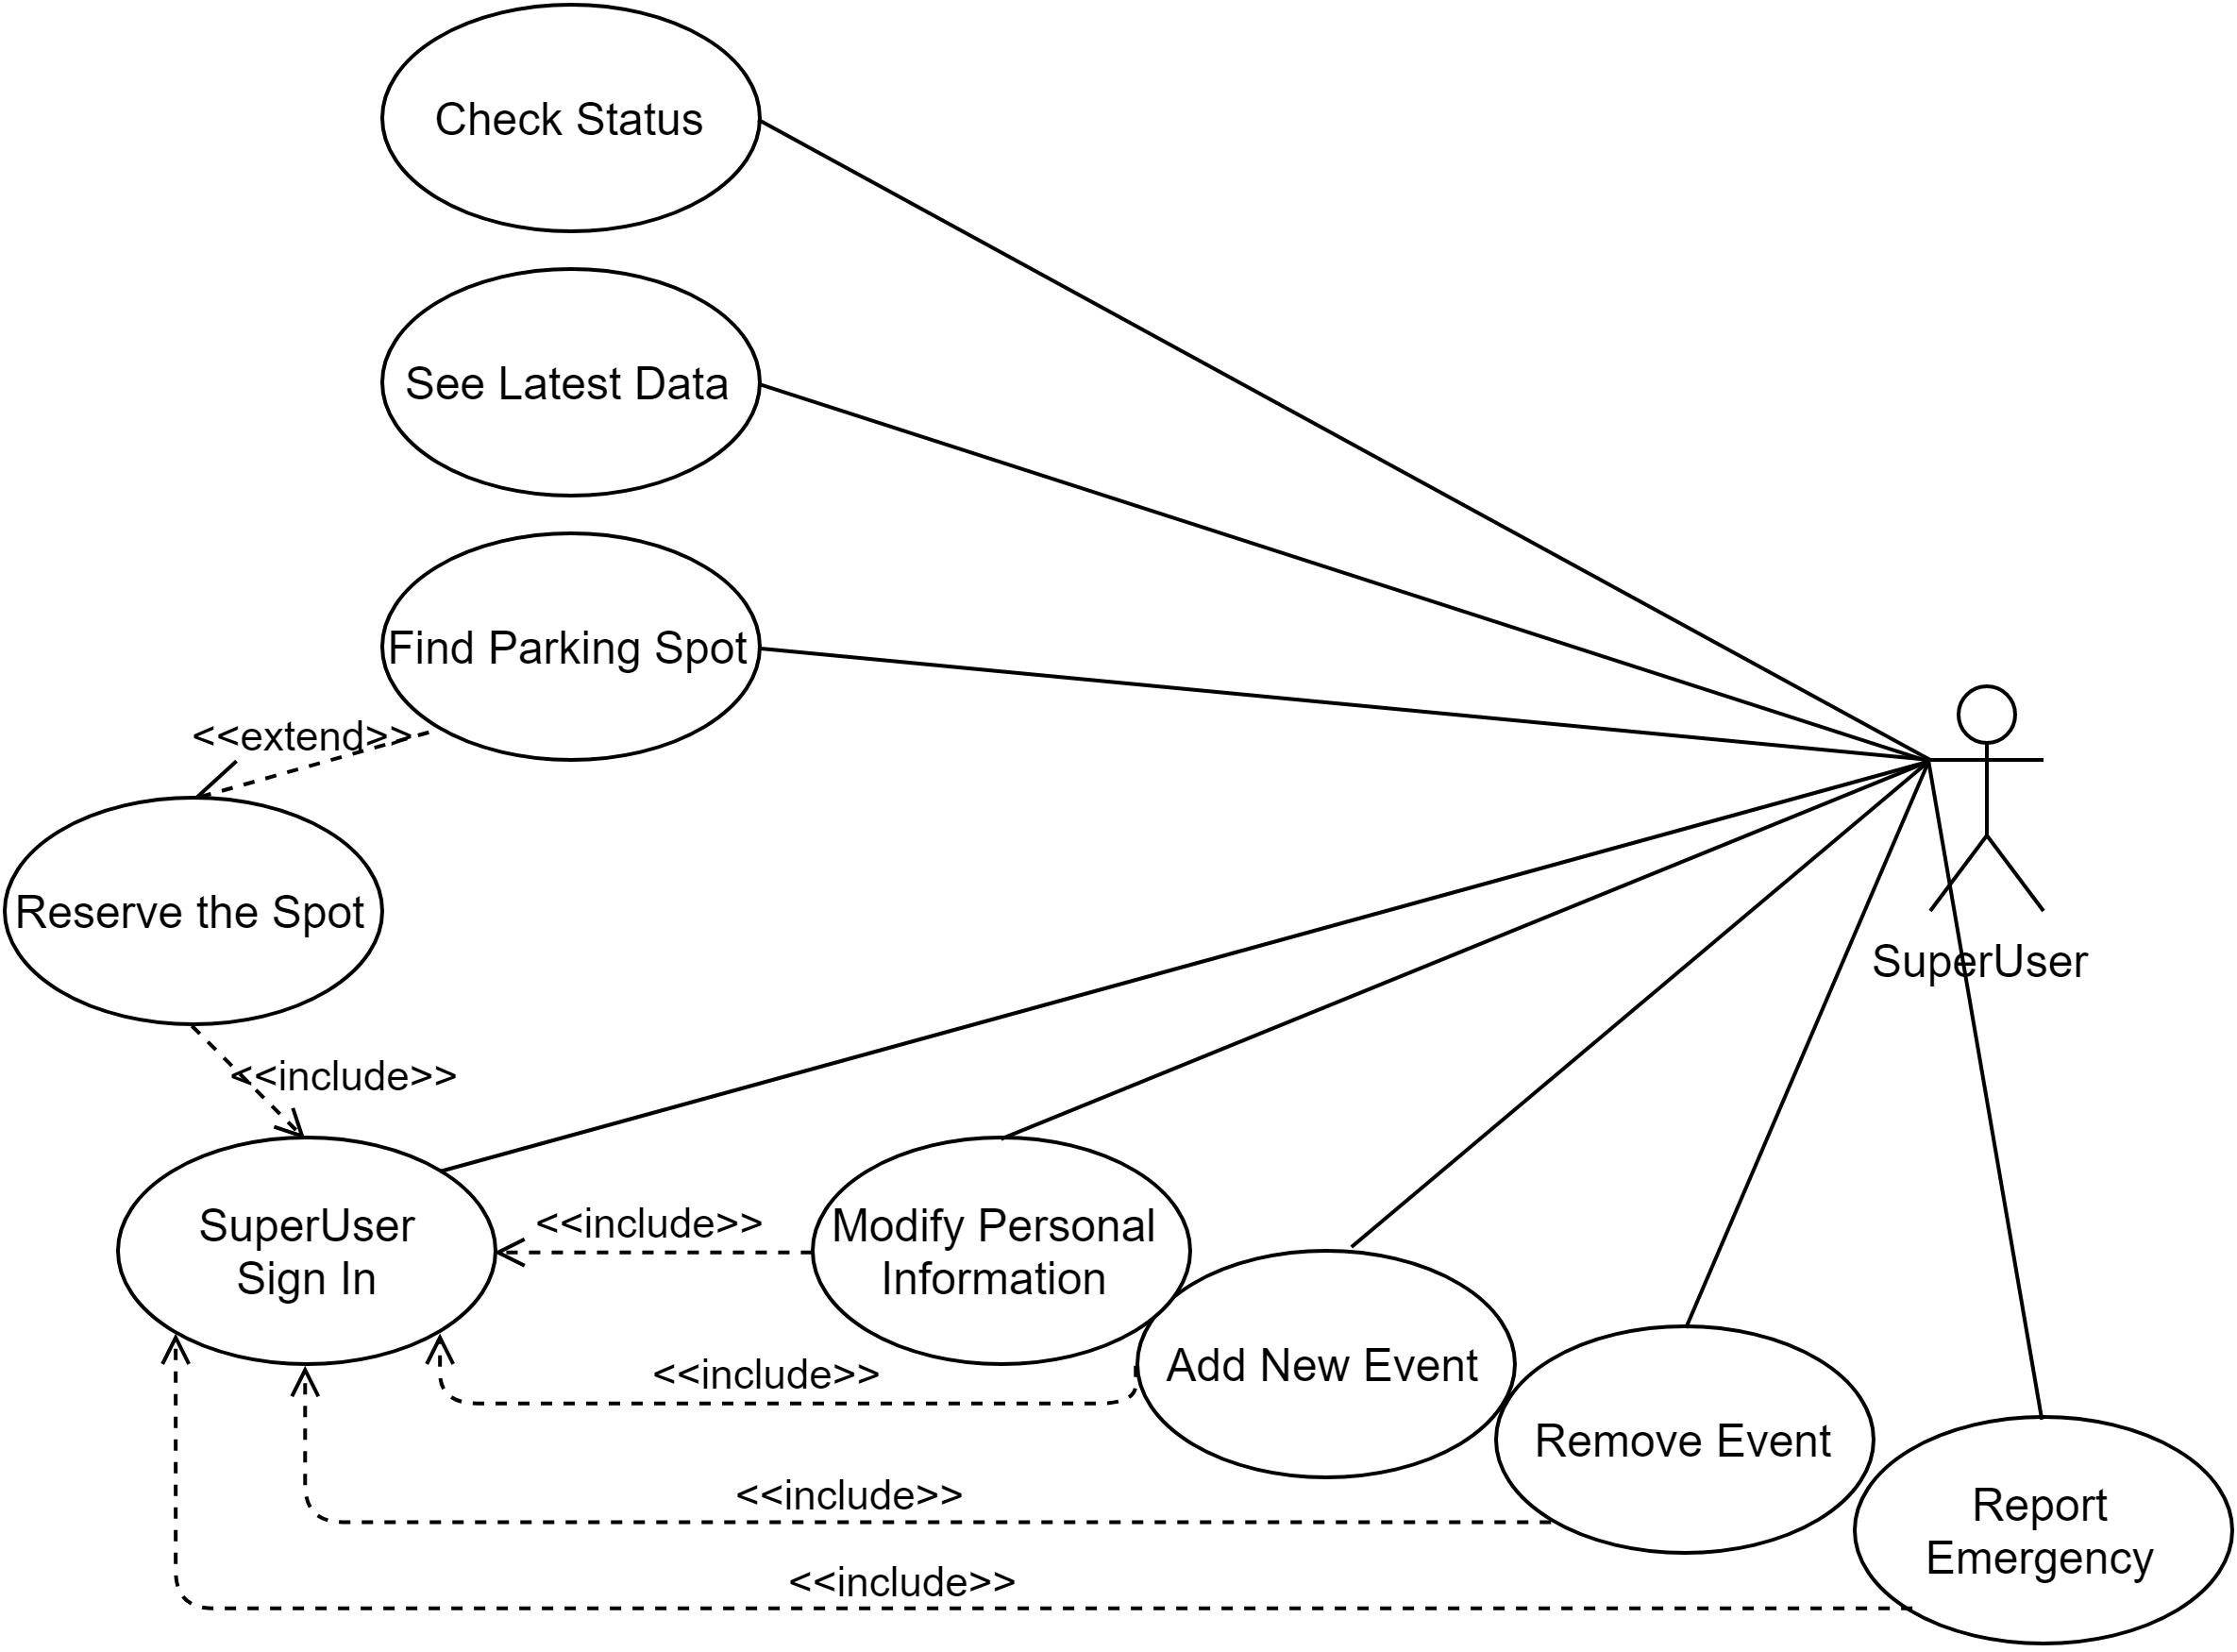 Check Status
See Latest Data
Find Parking Spot
<<extend>>
Reserve the Spot
SuperUser
<<include>>
SuperUser
Sign In
<<include>>
Modify Personal
Information
<<include>>
Add New Event
<<include>>
Remove Event
<<include>>
Report
Emergency